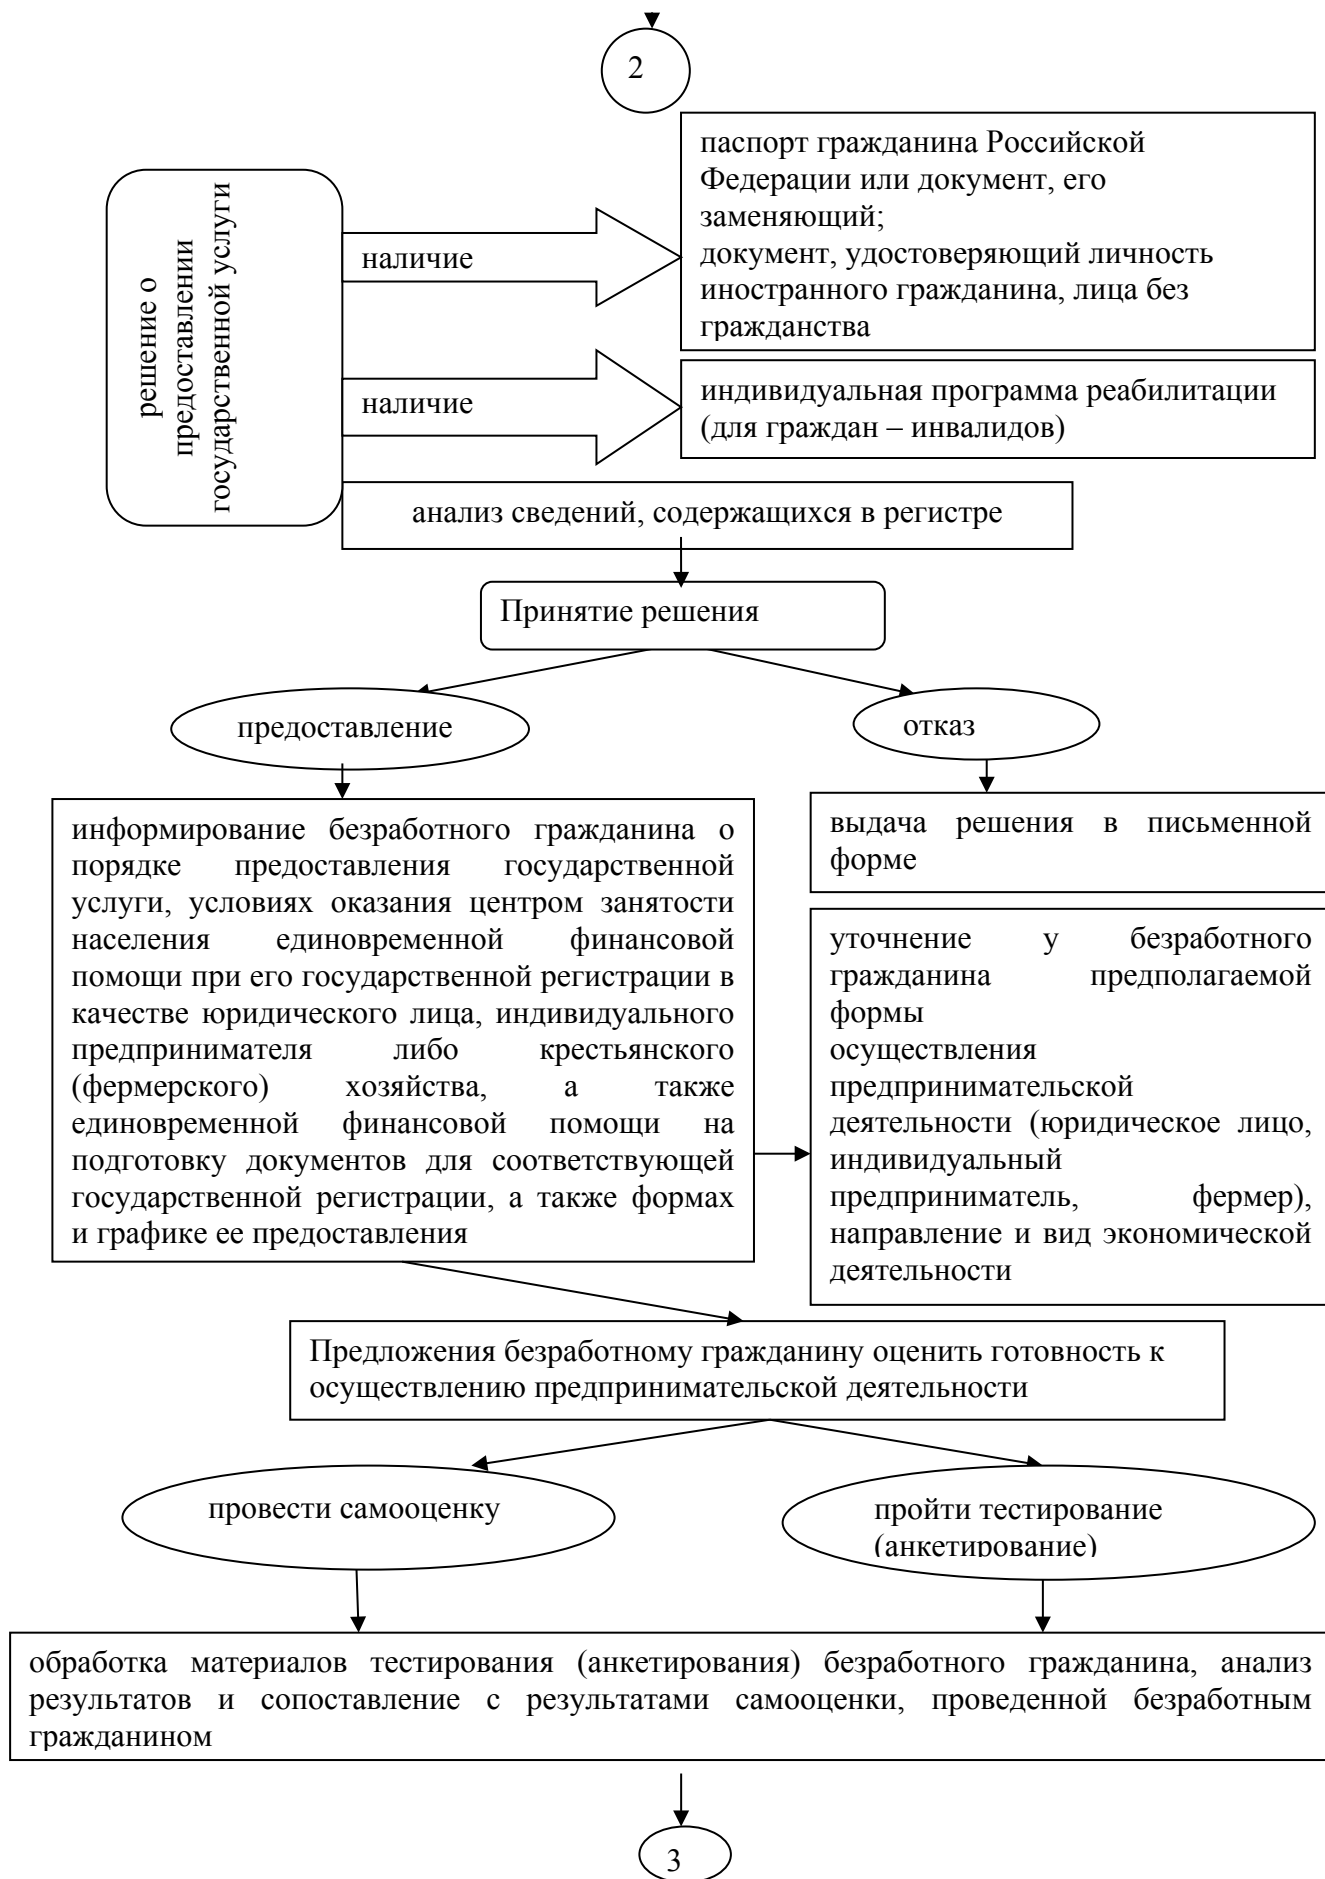 2
паспорт гражданина Российской
Федерации или документ, его
заменяющий;
документ, удостоверяющий личность
иностранного гражданина, лица без
гражданства
решение о
предоставлении
государственной услуги
наличие
наличие
индивидуальная программа реабилитации
(для граждан – инвалидов)
анализ сведений, содержащихся в регистре
Принятие решения
предоставление
отказ
информирование безработного гражданина о
порядке предоставления государственной
услуги, условиях оказания центром занятости
населения единовременной финансовой
помощи при его государственной регистрации в
качестве юридического лица, индивидуального
предпринимателя либо крестьянского
(фермерского) хозяйства, а также
единовременной финансовой помощи на
подготовку документов для соответствующей
государственной регистрации, а также формах
и графике ее предоставления
выдача решения в письменной
форме
уточнение у безработного
гражданина предполагаемой
формы
осуществления
предпринимательской
деятельности (юридическое лицо,
индивидуальный
предприниматель, фермер),
направление и вид экономической
деятельности
Предложения безработному гражданину оценить готовность к
осуществлению предпринимательской деятельности
провести самооценку
пройти тестирование
(анкетирование)
обработка материалов тестирования (анкетирования) безработного гражданина, анализ
результатов и сопоставление с результатами самооценки, проведенной безработным
гражданином
3